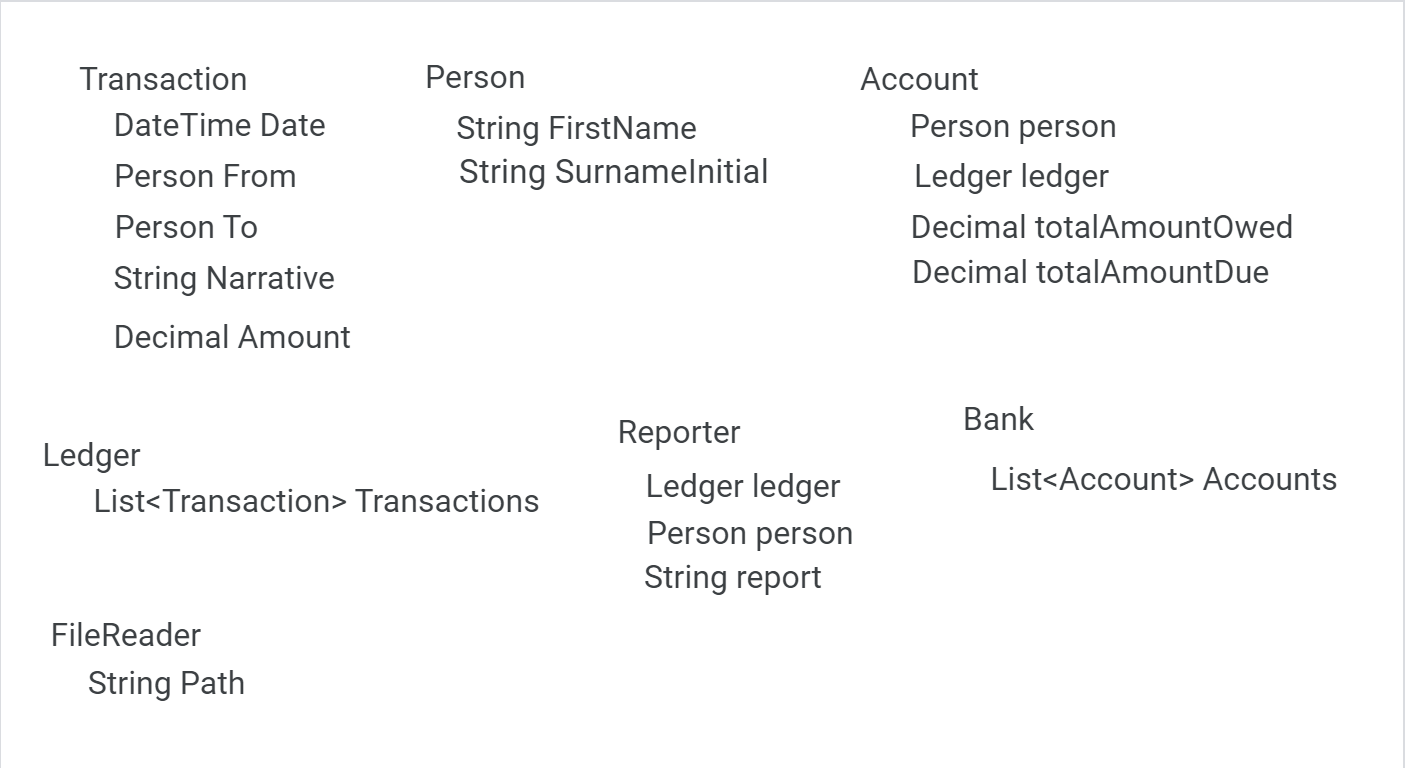 Transaction
DateTime Date
Person From
Person To
String Narrative
Decimal Amount
Person
String FirstName
String SurnameInitial
Account
Person person
Ledger ledger
Decimal totalAmountOwed
Decimal totalAmountDue
Ledger
List<Transaction> Transactions
Reporter
Ledger ledger
Person person
String report
Bank
List<Account> Accounts
FileReader
String Path